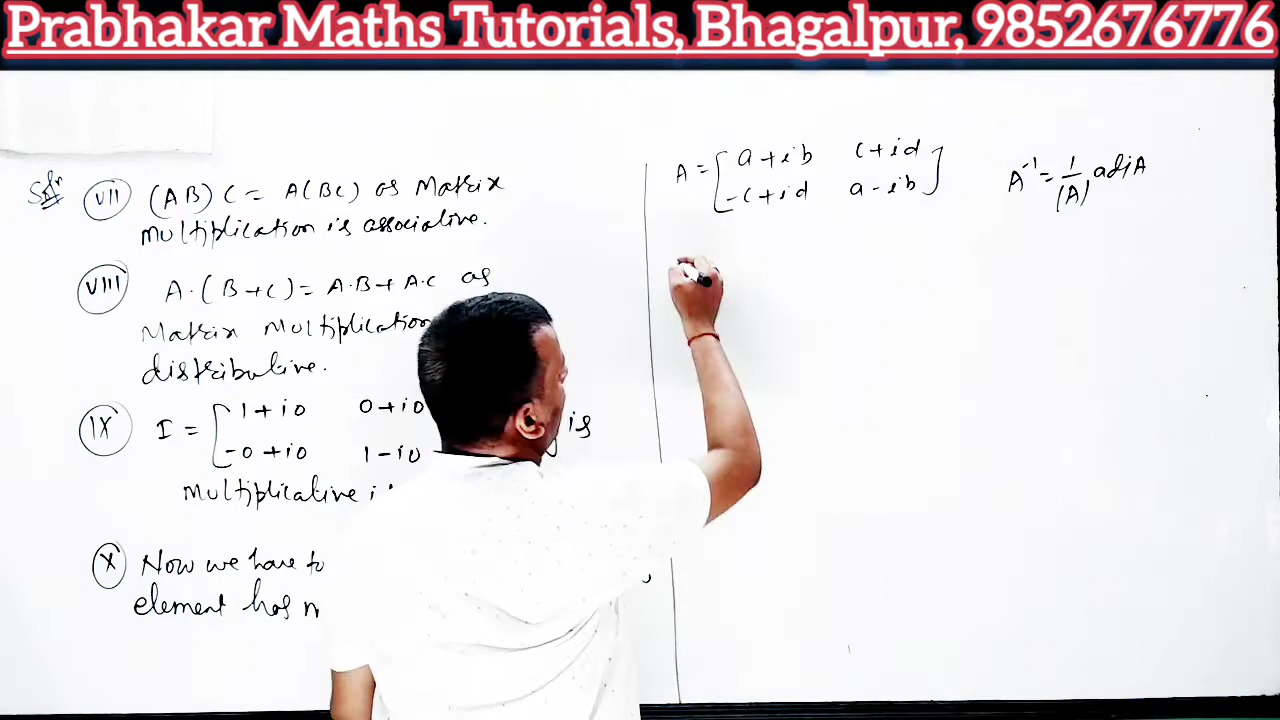 Prabhakar Maths Tutorials, Bhagalpur, 9852676776
Sol:
(VII) (AB)C = A(BC) as Matrix
multiplication is associative.
(VIII) A·(B+C) = A·B + A·C as
Matrix Multiplication
distributive.
(IX) I = [1+i0 0+i0
-0+i0 1-i0] is
Multiplicative i
(X) Now we have to
element has n
A = [a+ib c+id
-c+id a-ib]
A⁻¹ = 1/|A| adjA